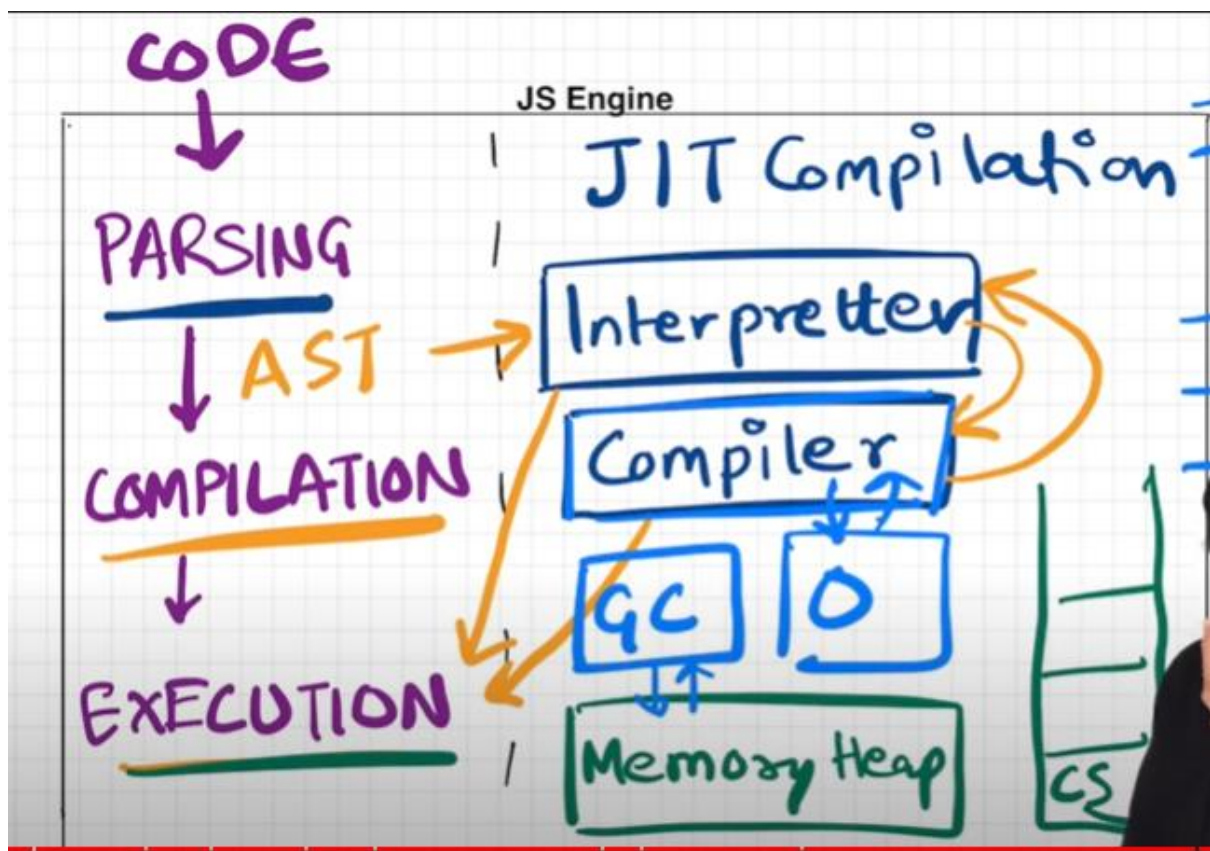 CODE
JS Engine
JIT Compilation
PARSING
Interpretter
AST
Compiler
COMPILATION
GC
O
EXECUTION
Memory Heap
CS